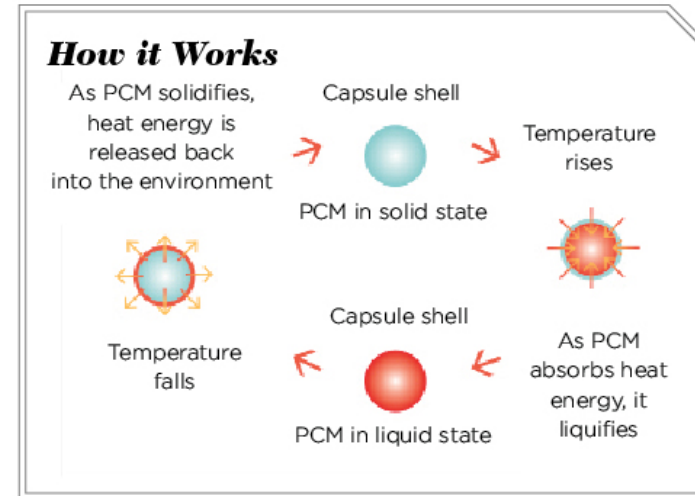 How it Works
As PCM solidifies,
heat energy is
released back
into the environment
Capsule shell
PCM in solid state
Temperature
rises
As PCM
absorbs heat
energy, it
liquifies
Capsule shell
PCM in liquid state
Temperature
falls